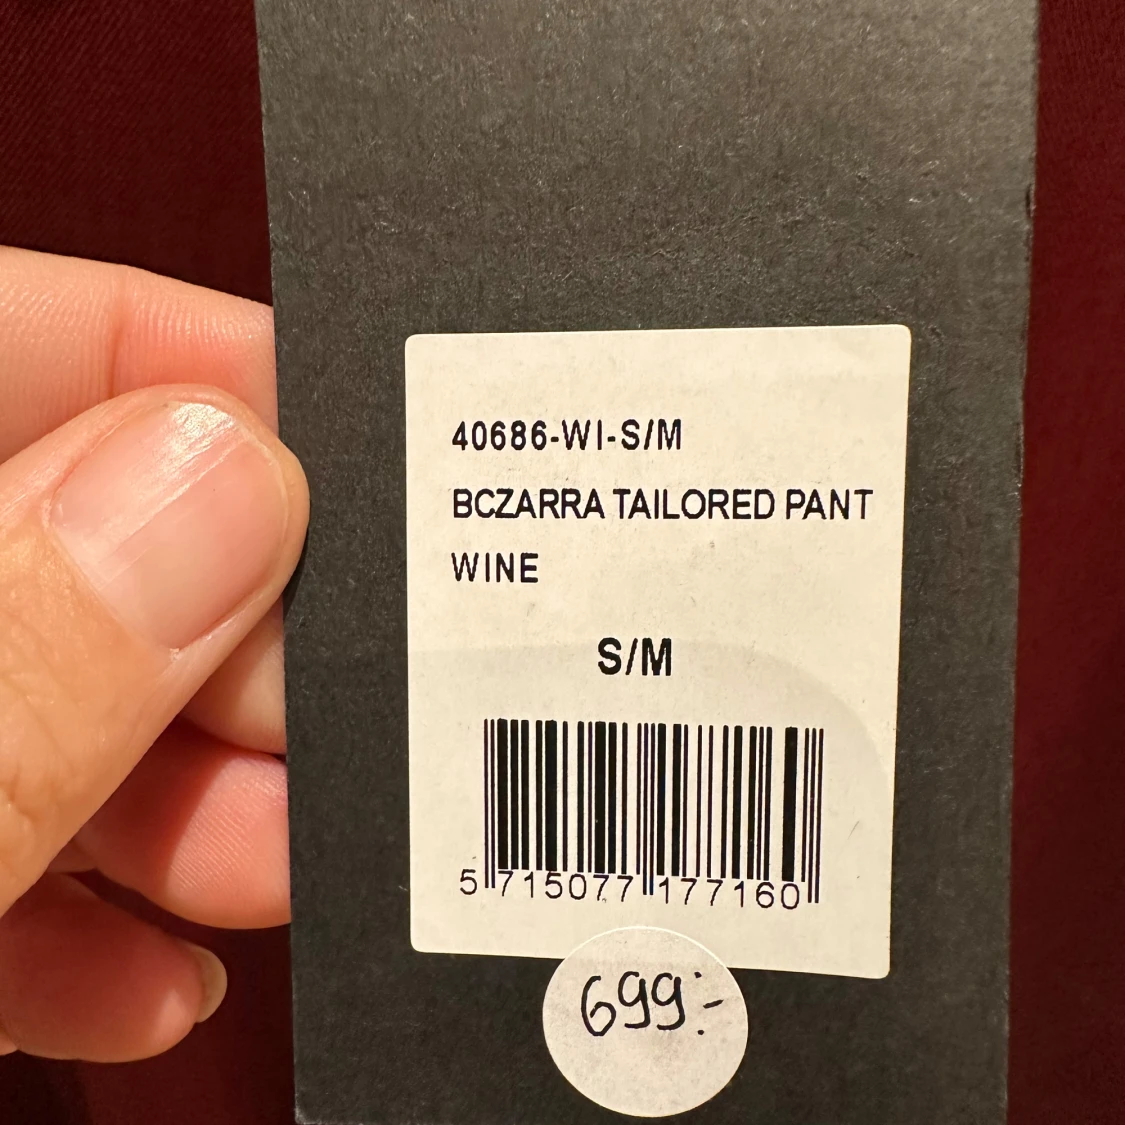 40686-WI-S/M
BCZARRA TAILORED PANT
WINE
S/M
5 715077 177160
699:-